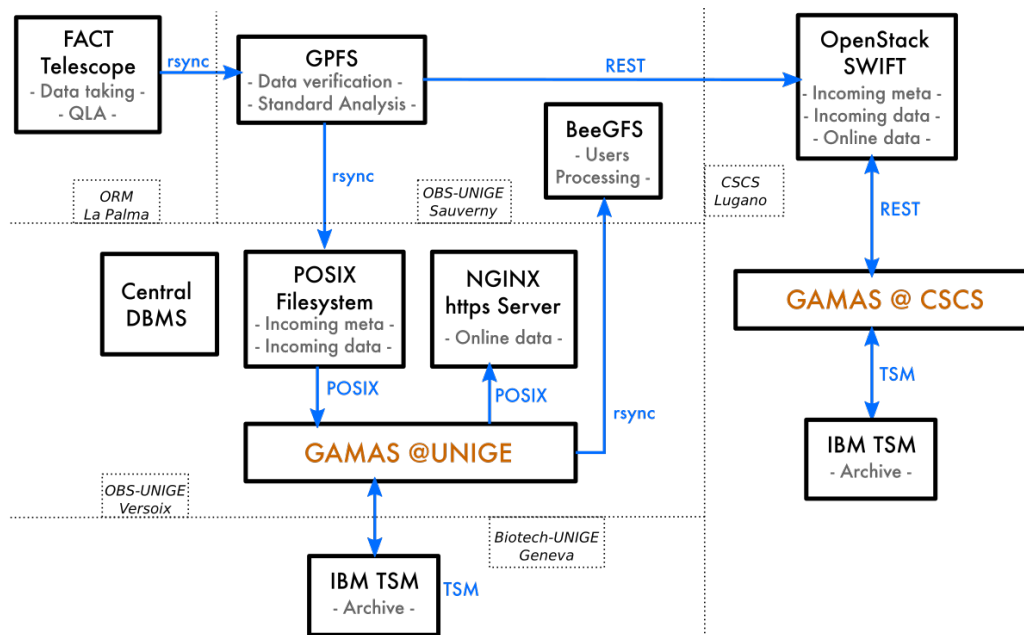 FACT
Telescope
- Data taking -
- QLA -
rsync
GPFS
- Data verification -
- Standard Analysis -
REST
OpenStack
SWIFT
- Incoming meta -
- Incoming data -
- Online data -
BeeGFS
- Users
Processing -
rsync
ORM
La Palma
OBS-UNIGE
Sauverny
CSCS
Lugano
REST
Central
DBMS
POSIX
Filesystem
- Incoming meta -
- Incoming data -
NGINX
https Server
- Online data -
GAMAS @ CSCS
POSIX
POSIX
rsync
TSM
GAMAS @UNIGE
IBM TSM
- Archive -
OBS-UNIGE
Versoix
Biotech-UNIGE
Geneva
IBM TSM
- Archive -
TSM